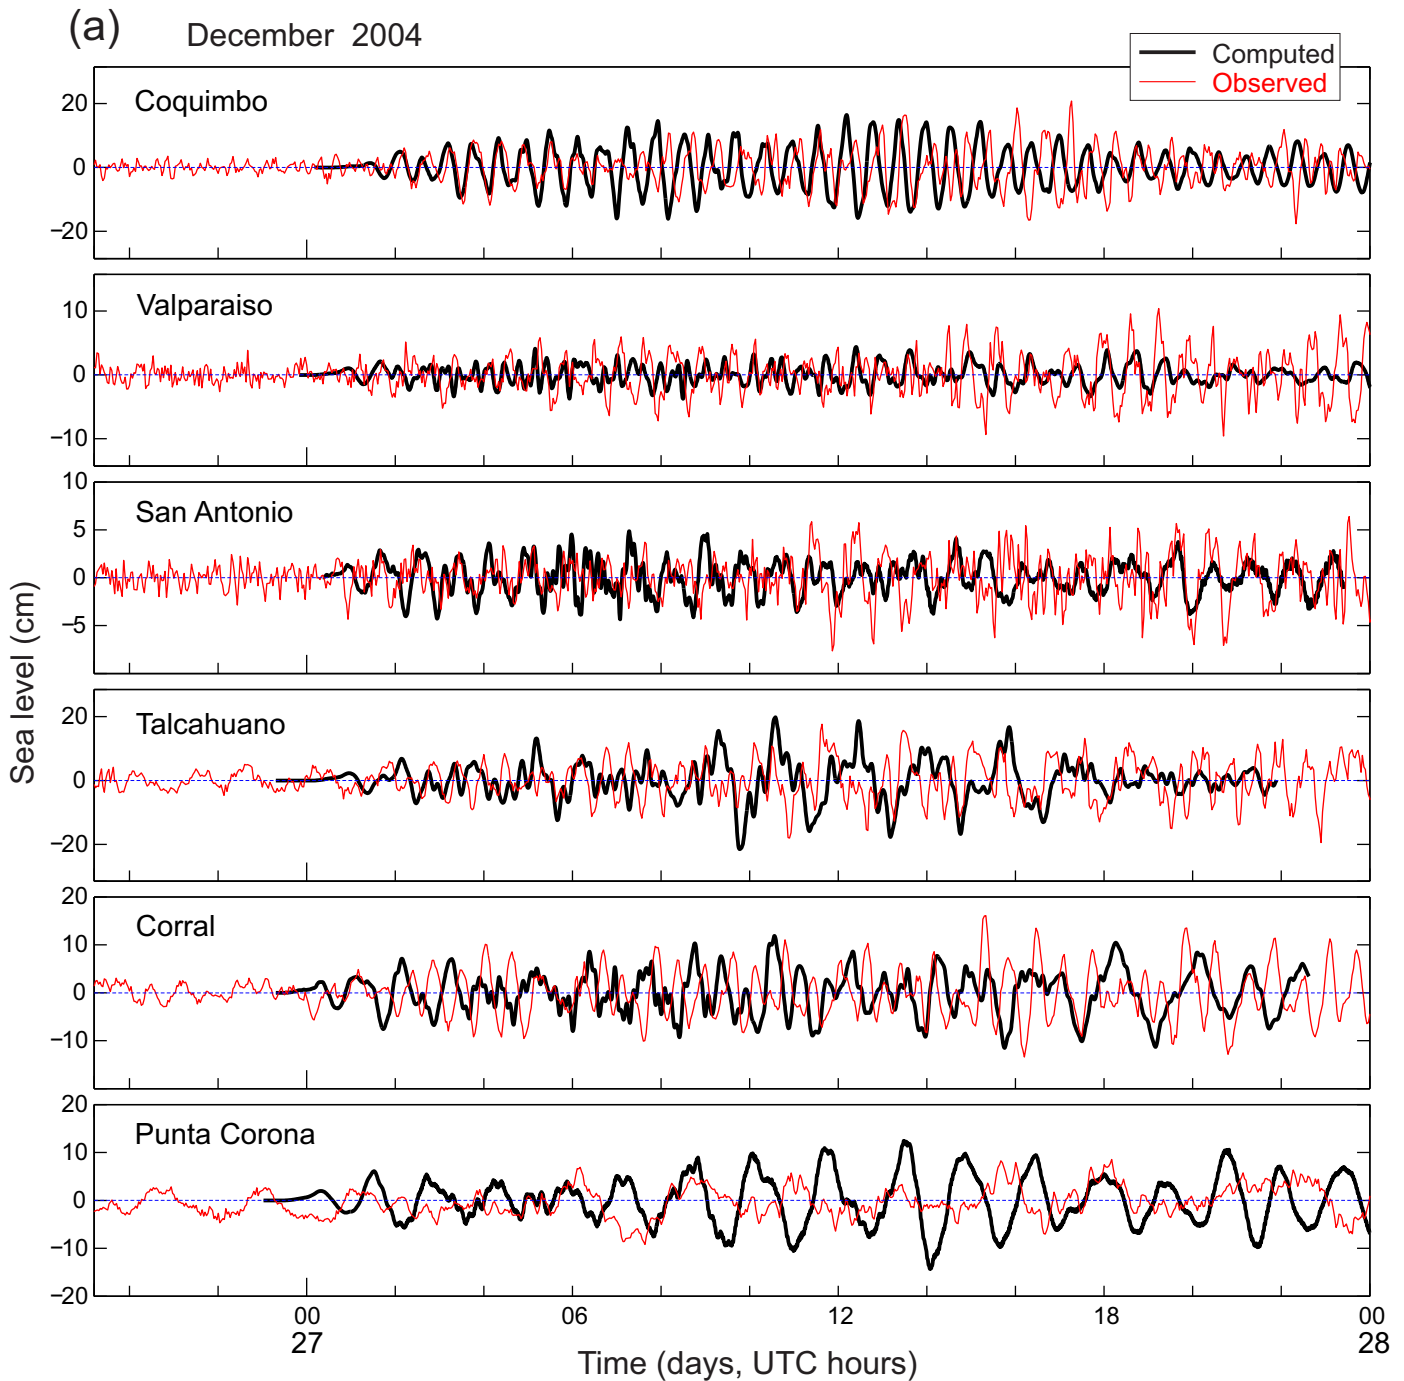 (a) December 2004
Computed
Observed
Coquimbo
20
0
−20
Valparaiso
10
0
−10
San Antonio
10
5
0
−5
Talcahuano
20
0
−20
Corral
20
10
0
−10
Punta Corona
20
10
0
−10
−20
Sea level (cm)
00 06 12 18 00
27 28
Time (days, UTC hours)